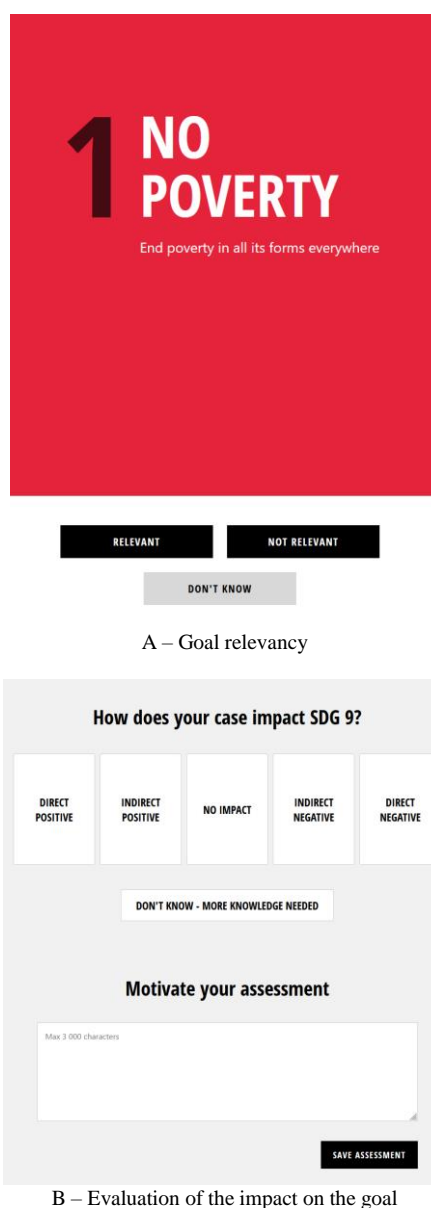 1 NO
POVERTY
End poverty in all its forms everywhere
RELEVANT NOT RELEVANT
DON'T KNOW
A – Goal relevancy
How does your case impact SDG 9?
DIRECT POSITIVE INDIRECT POSITIVE NO IMPACT INDIRECT NEGATIVE DIRECT NEGATIVE
DON'T KNOW - MORE KNOWLEDGE NEEDED
Motivate your assessment
Max 3 000 characters
SAVE ASSESSMENT
B – Evaluation of the impact on the goal